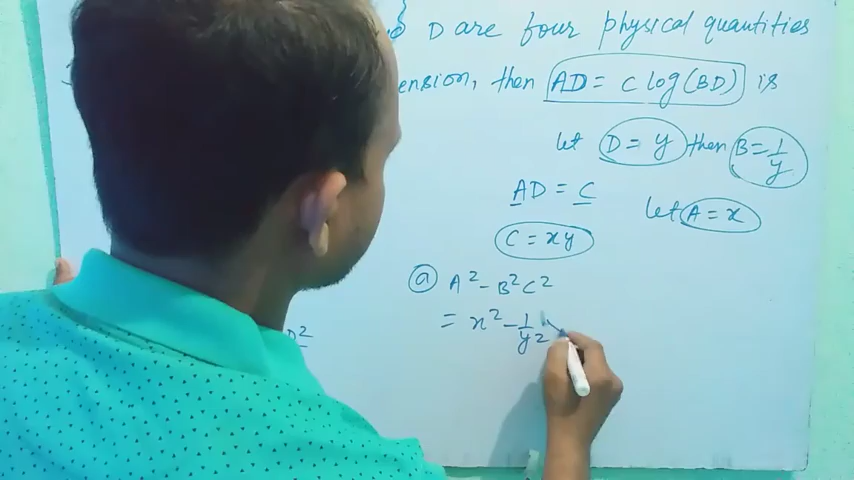 D are four physical quantities
ension, then AD = C log(BD) is
let D = y then B = 1/y
AD = C let A = x
C = xy
(a) A² - B²C²
= x² - 1/y²
D²